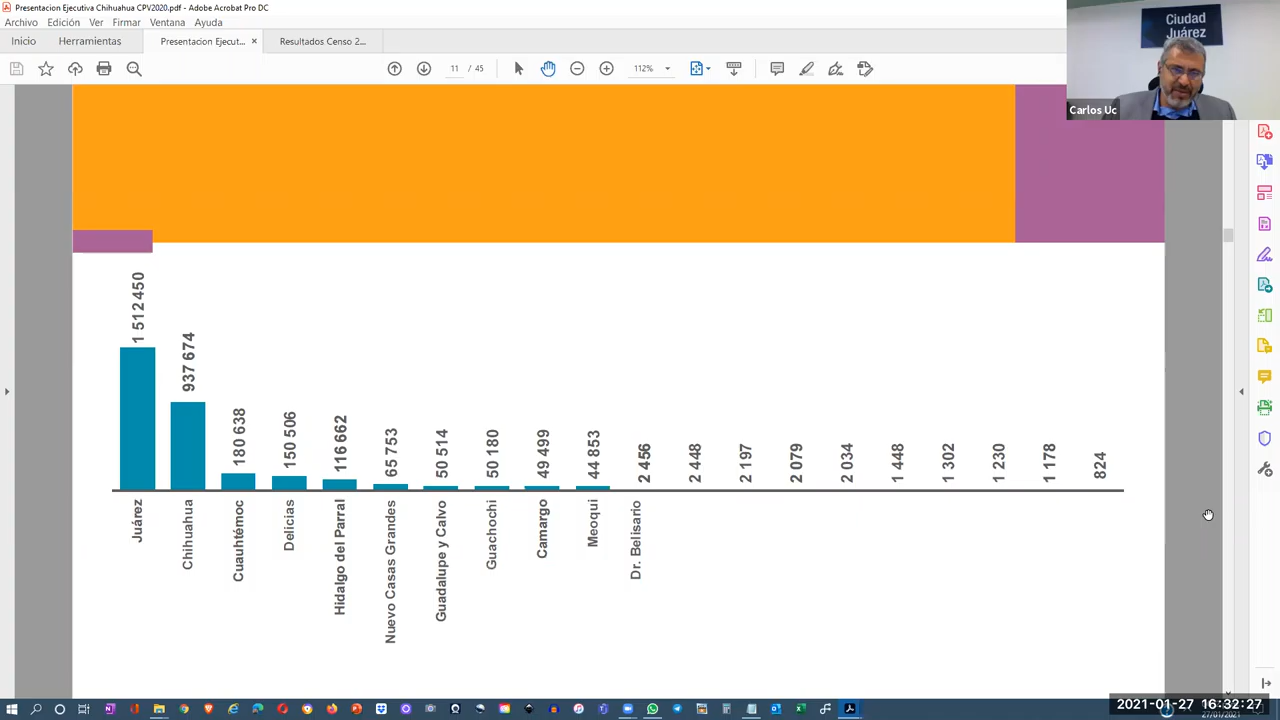 Presentacion Ejecutiva Chihuahua CPV2020.pdf - Adobe Acrobat Pro DC
Archivo Edición Ver Firmar Ventana Ayuda
Inicio Herramientas Presentacion Ejecut... × Resultados Censo 2...
11 / 45 112%
Ciudad
Juárez
Carlos Uc
1 512 450
937 674
180 638
150 506
116 662
65 753
50 514
50 180
49 499
44 853
2 456
2 448
2 197
2 079
2 034
1 448
1 302
1 230
1 178
824
Juárez
Chihuahua
Cuauhtémoc
Delicias
Hidalgo del Parral
Nuevo Casas Grandes
Guadalupe y Calvo
Guachochi
Camargo
Meoqui
Dr. Belisario
2021-01-27 16:32:27
27/01/2021